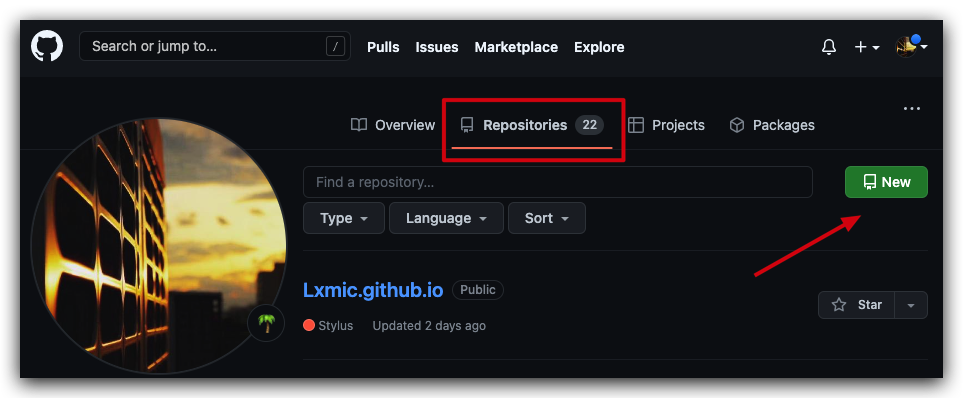 Search or jump to... / Pulls Issues Marketplace Explore
Overview Repositories 22 Projects Packages
Find a repository... New
Type Language Sort
Lxmic.github.io Public
Star
Stylus Updated 2 days ago